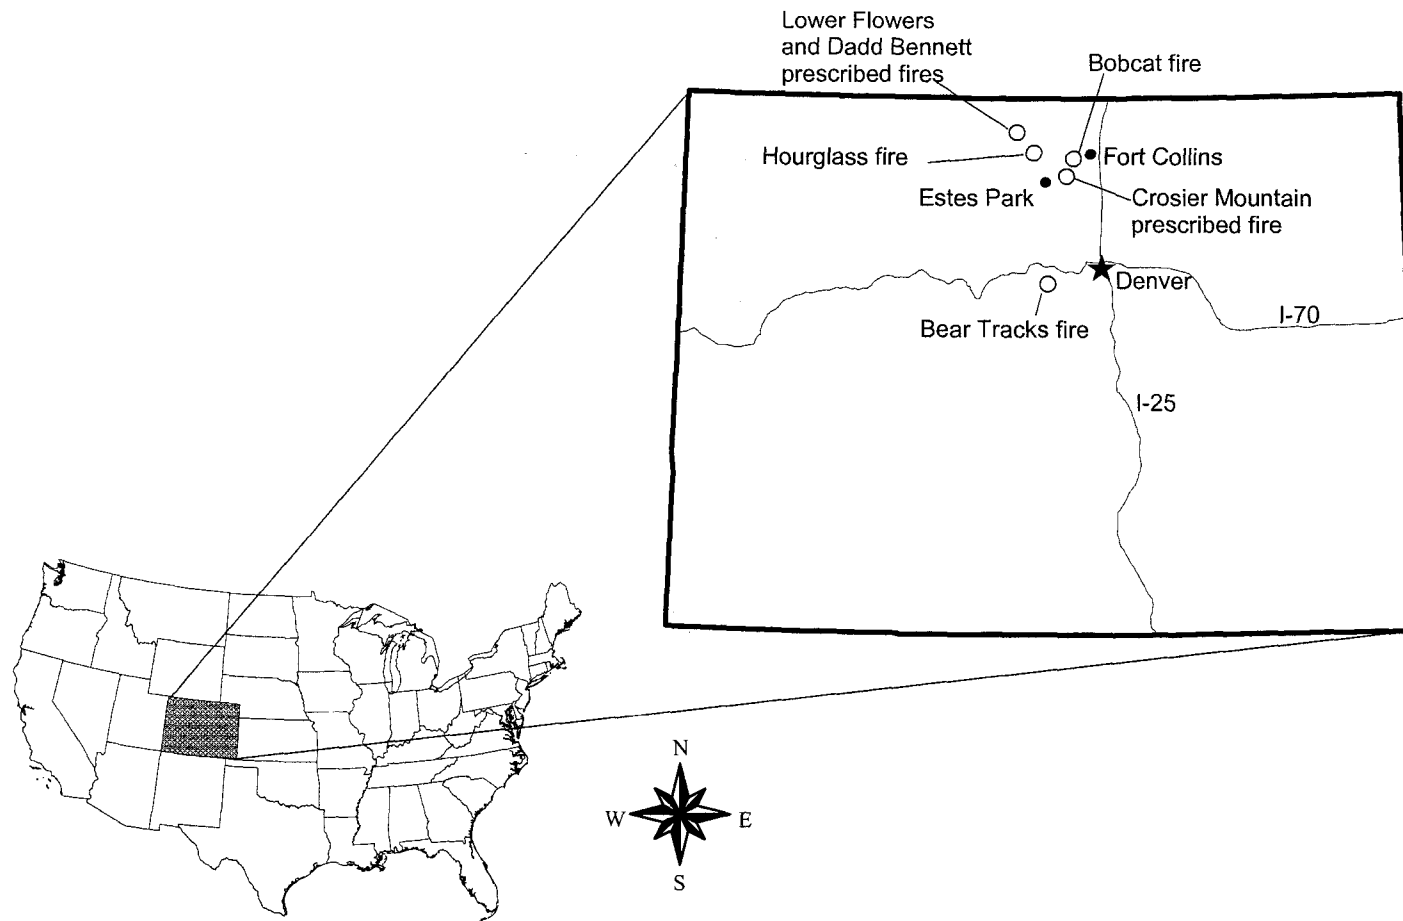 Lower Flowers
and Dadd Bennett
prescribed fires
Bobcat fire
Hourglass fire
Fort Collins
Estes Park
Crosier Mountain
prescribed fire
Denver
Bear Tracks fire
I-70
I-25
N
W
E
S